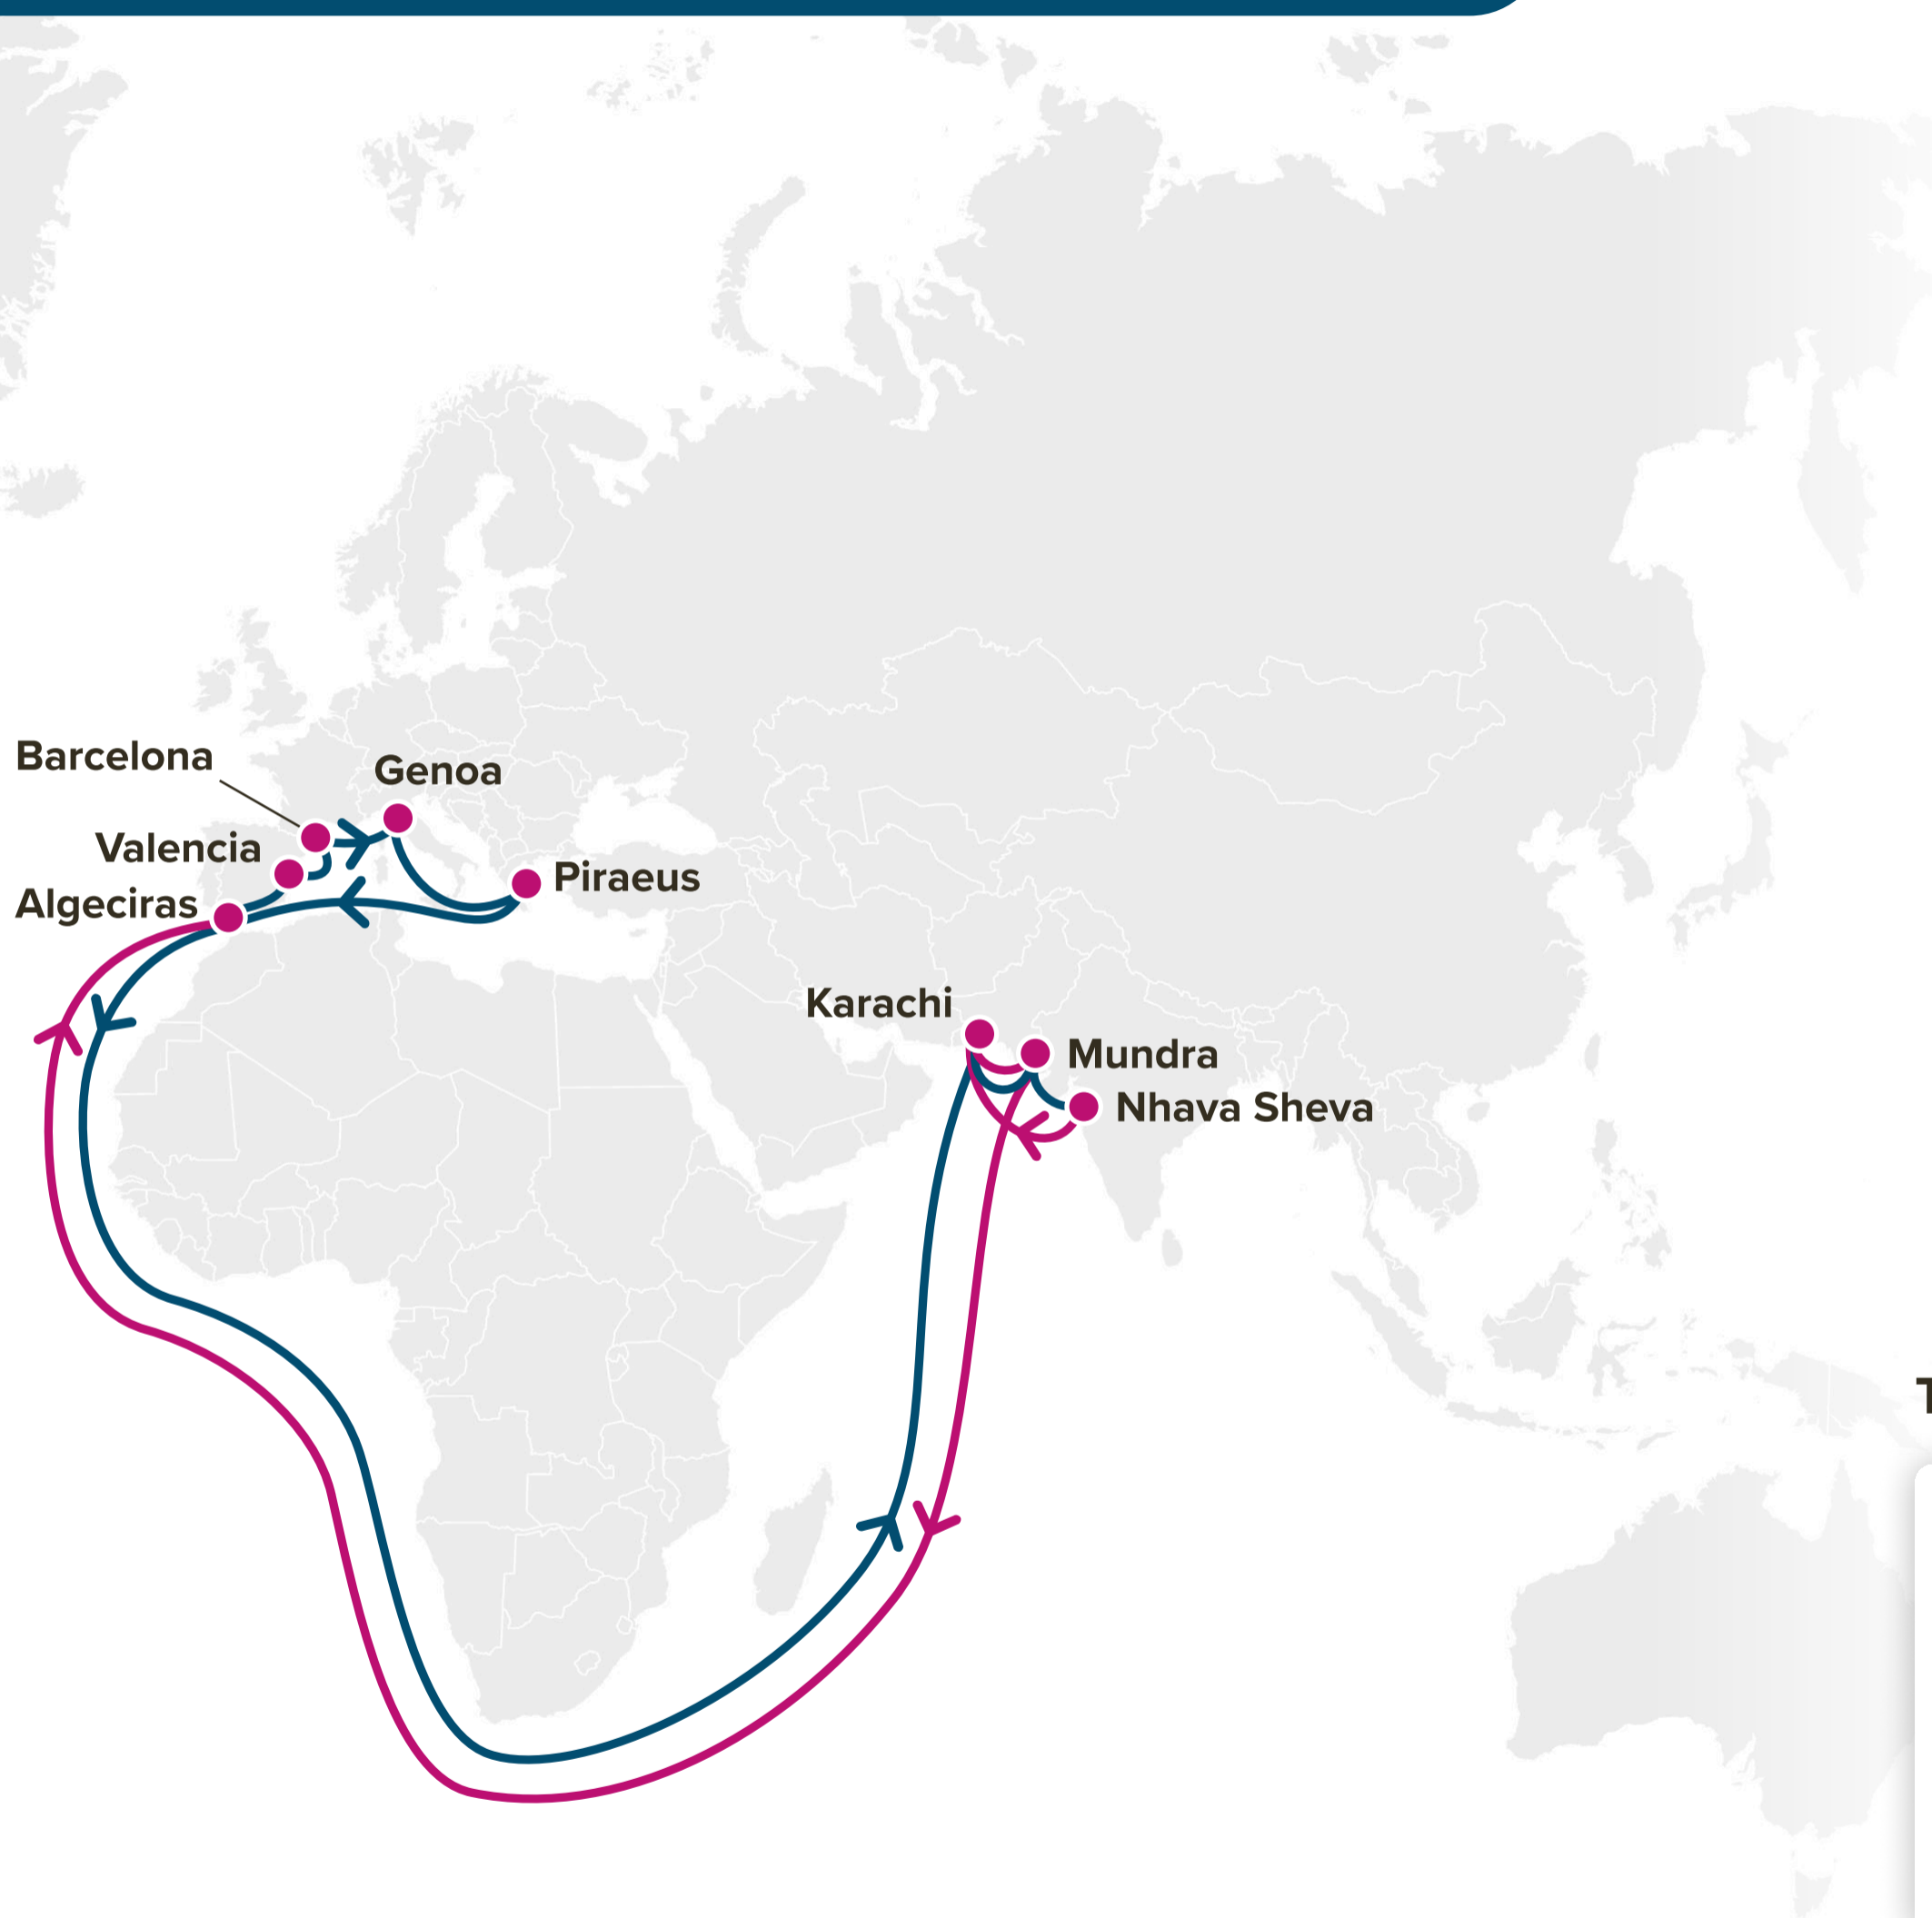 Barcelona
Genoa
Valencia
Piraeus
Algeciras
Karachi
Mundra
Nhava Sheva